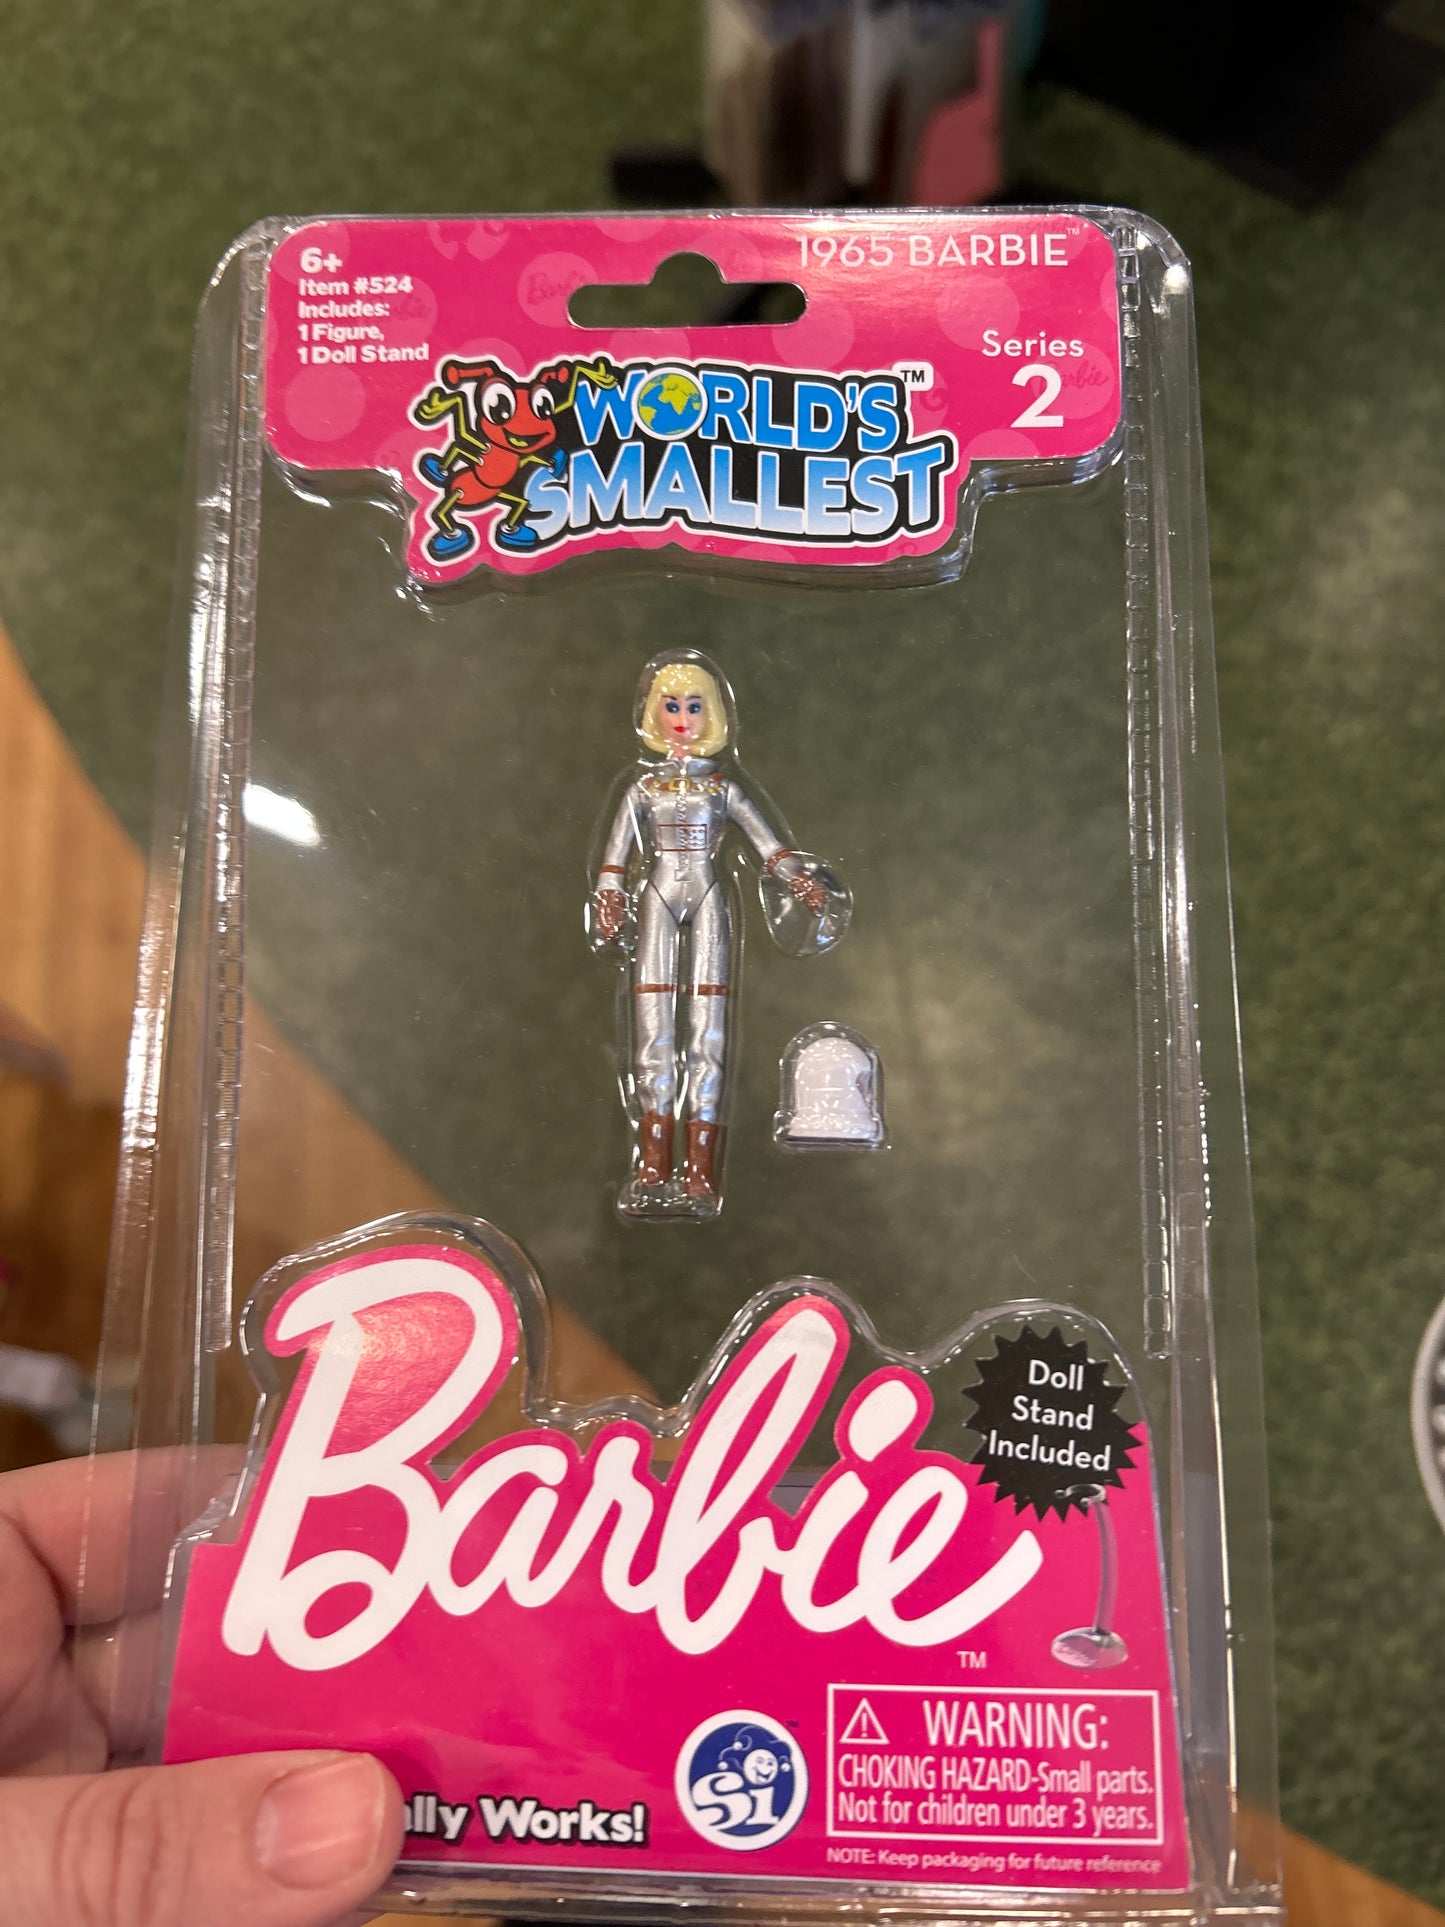 6+
Item #524
Includes:
1 Figure,
1 Doll Stand
1965 BARBIE™
Series
2
WORLD'S™
SMALLEST
Barbie
TM
Doll
Stand
Included
ally Works!
Si
WARNING:
CHOKING HAZARD-Small parts.
Not for children under 3 years.
NOTE: Keep packaging for future reference